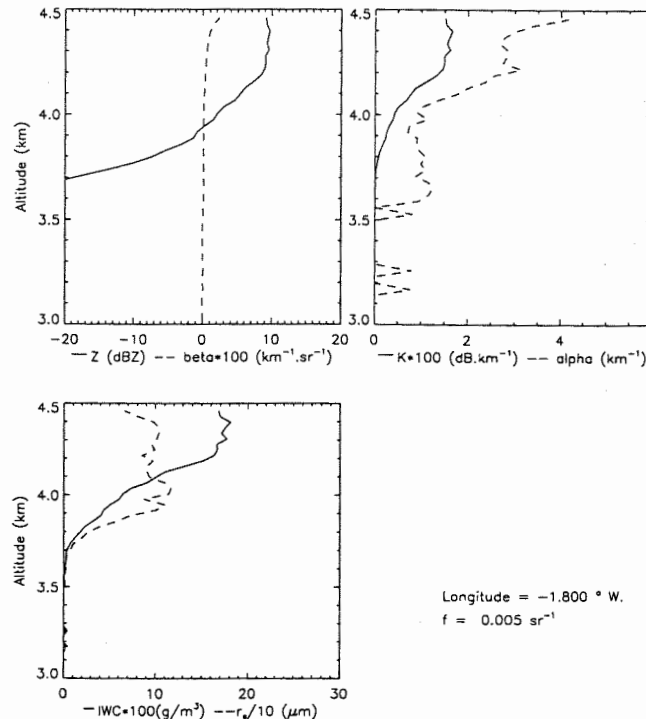 4.5
4.0
3.5
3.0
Altitude (km)
-20 -10 0 10 20
— Z (dBZ) -- beta*100 (km⁻¹.sr⁻¹)
4.5
4.0
3.5
3.0
0 2 4
— K*100 (dB.km⁻¹) -- alpha (km⁻¹)
4.5
4.0
3.5
3.0
Altitude (km)
0 10 20 30
—IWC*100(g/m³) --rₑ/10 (μm)
Longitude = -1.800 ° W.
f = 0.005 sr⁻¹